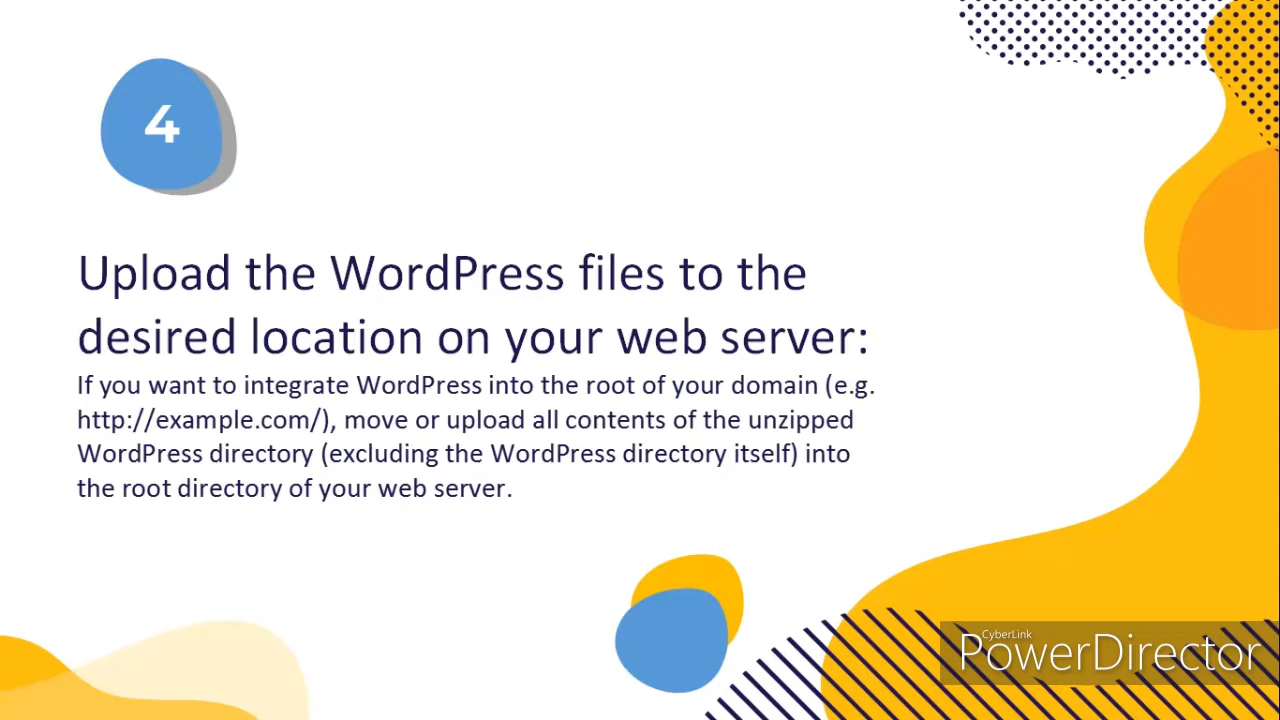 4
Upload the WordPress files to the
desired location on your web server:
If you want to integrate WordPress into the root of your domain (e.g.
http://example.com/), move or upload all contents of the unzipped
WordPress directory (excluding the WordPress directory itself) into
the root directory of your web server.
CyberLink
PowerDirector